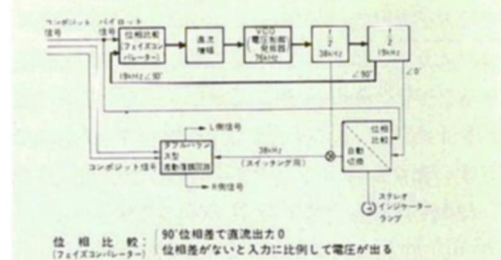 コンポジット信号
パイロット信号
位相比較
(フェイズコンパレーター)
直流増幅
VCO
(電圧制御発振器)
76kHz
1/2
38kHz
1/2
19kHz
19kHz∠90°
∠90°
∠0°
L側信号
ダブルバランス型
復調回路
コンポジット信号
R側信号
38kHz
(スイッチング用)
位相比較
自動切換
ステレオ
インジケーター
ランプ
位相比較:
(フェイズコンパレーター)
90°位相差で直流出力0
位相差がないと入力に比例して電圧が出る